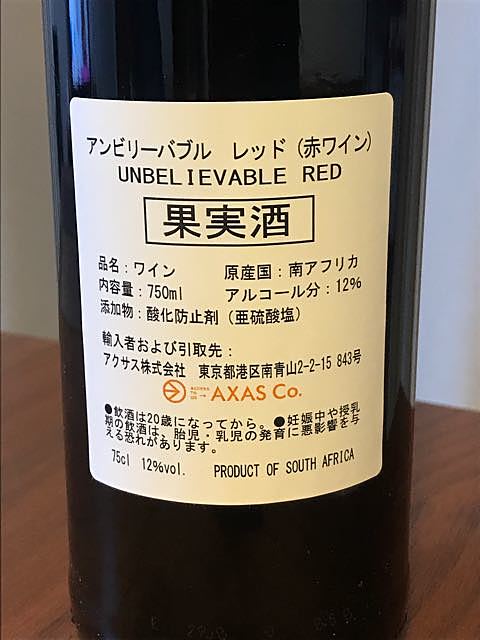 アンビリーバブル　レッド（赤ワイン）
UNBELIEVABLE RED
果実酒
品名：ワイン　原産国：南アフリカ
内容量：750ml　アルコール分：12%
添加物：酸化防止剤（亜硫酸塩）
輸入者および引取先：
アクサス株式会社　東京都港区南青山2-2-15 843号
AXAS Co.
●飲酒は20歳になってから。●妊娠中や授乳
期の飲酒は、胎児・乳児の発育に悪影響を与
える恐れがあります。
75cl 12%vol. PRODUCT OF SOUTH AFRICA